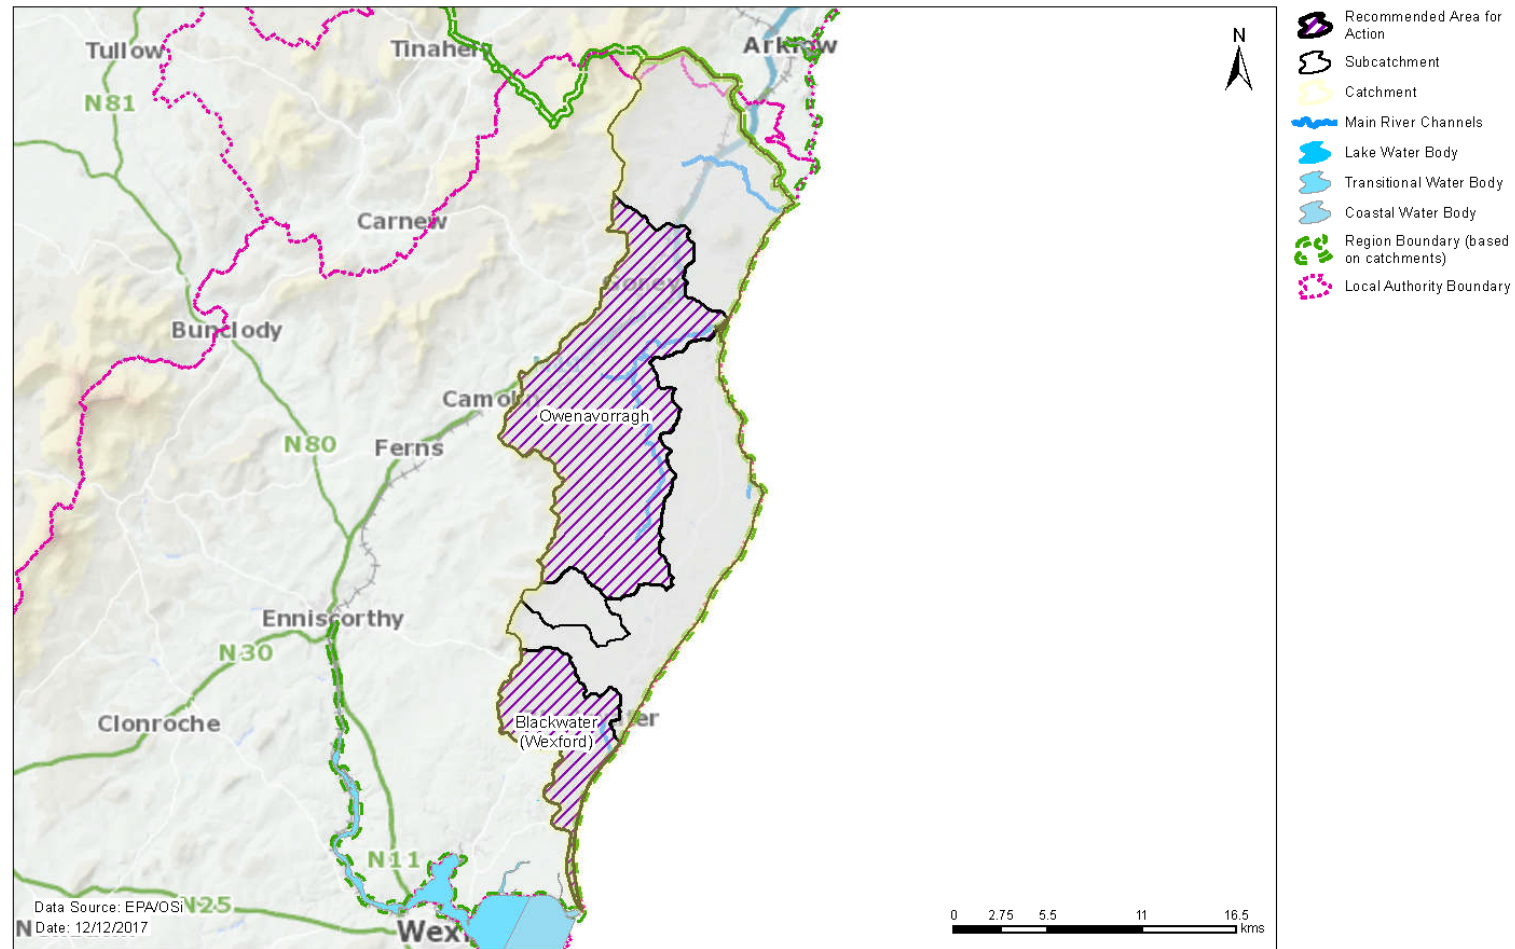 Tullow
Tinahel
Arklow
N81
Carnew
Gorey
Bunclody
Camolin
Owenavorragh
N80
Ferns
Enniscorthy
N30
Clonroche
Blackwater
(Wexford)
N11
N25
Data Source: EPA/OSi
Date: 12/12/2017
N
0 2.75 5.5 11 16.5
kms
Recommended Area for
Action
Subcatchment
Catchment
Main River Channels
Lake Water Body
Transitional Water Body
Coastal Water Body
Region Boundary (based
on catchments)
Local Authority Boundary